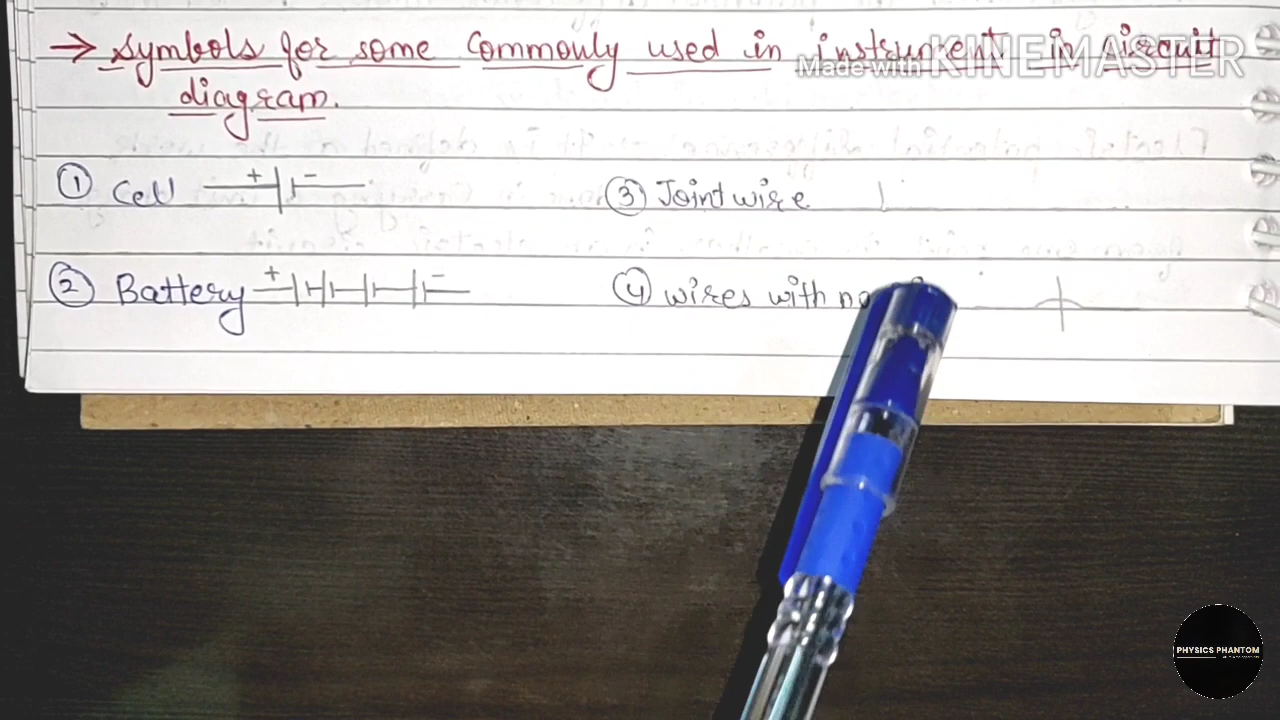 → Symbols for some commonly used in instrument in circuit
diagram.
Made with KINEMASTER
① Cell + -
② Battery + -
③ Joint wire
④ wires with no
PHYSICS PHANTOM